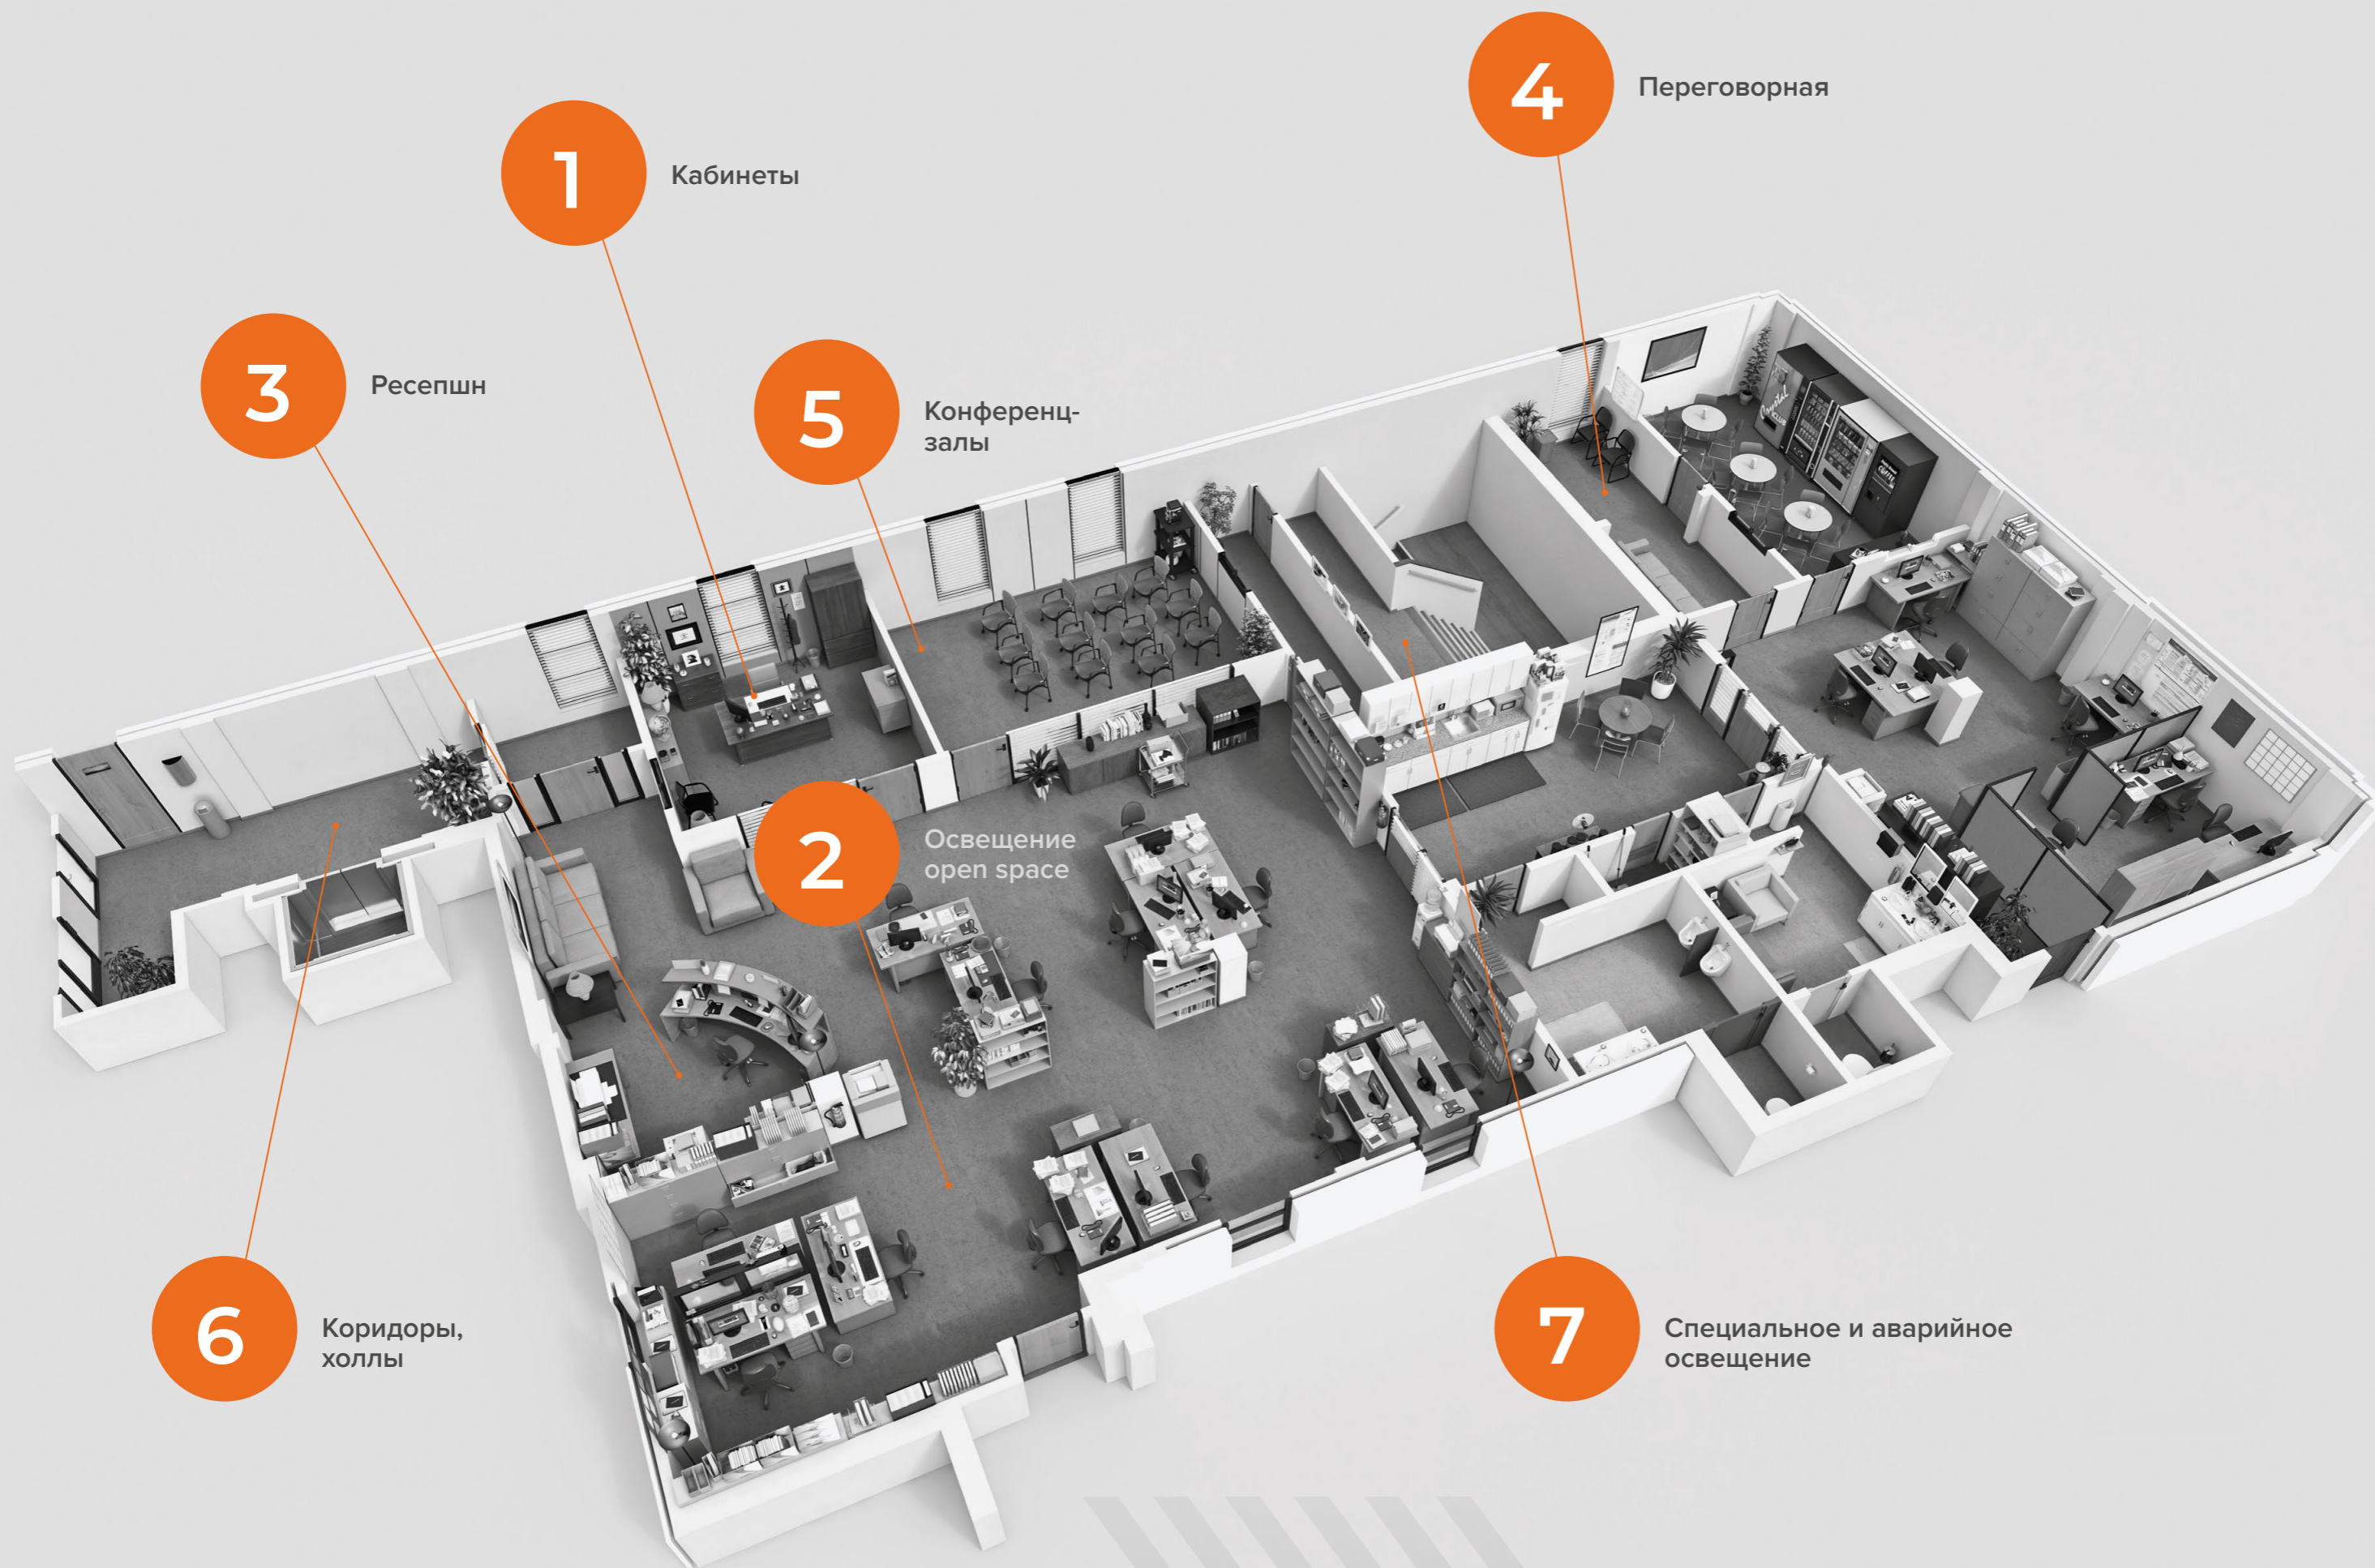 4
Переговорная
1
Кабинеты
3
Ресепшн
5
Конференц-
залы
2
Освещение
open space
6
Коридоры,
холлы
7
Специальное и аварийное
освещение